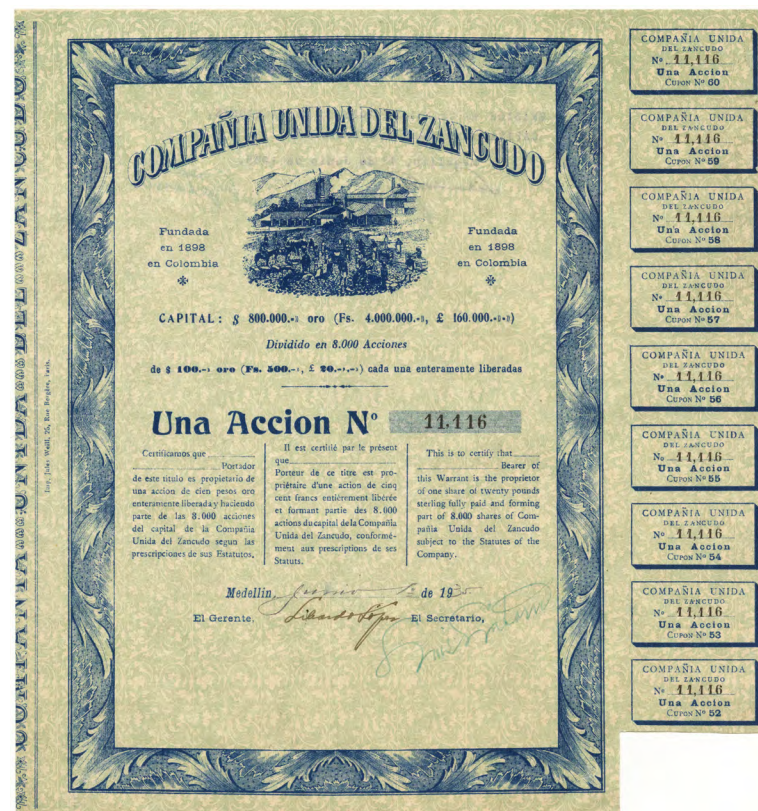 COMPAÑIA UNIDA DEL ZANCUDO
COMPAÑIA UNIDA DEL ZANCUDO
Fundada
en 1898
en Colombia
Fundada
en 1898
en Colombia
CAPITAL: $ 800.000.-- oro (Fs. 4.000.000.--, £ 160.000.-.-)
Dividido en 8.000 Acciones
de $ 100.-- oro (Fs. 500.--, £ 20.--.--) cada una enteramente liberadas
Una Accion Nº 11.116
Certificamos que
Portador
de este titulo es propietario de
una accion de cien pesos oro
enteramente liberada y haciendo
parte de las 8.000 acciones
del capital de la Compañia
Unida del Zancudo segun las
prescripciones de sus Estatutos.
Il est certifié par le présent
que
Porteur de ce titre est pro-
priétaire d'une action de cinq
cent francs entièrement libérée
et formant partie des 8.000
actions du capital de la Compañia
Unida del Zancudo, conformé-
ment aux prescriptions de ses
Statuts.
This is to certify that
Bearer of
this Warrant is the proprietor
of one share of twenty pounds
sterling fully paid and forming
part of 8.000 shares of Com-
pañia Unida del Zancudo
subject to the Statutes of the
Company.
Medellin, de 19
El Gerente, El Secretario,
Imp. Jules Weill, Rue Bergère, Paris.
COMPAÑIA UNIDA
DEL ZANCUDO
Nº 11,116
Una Accion
CUPON Nº 60
COMPAÑIA UNIDA
DEL ZANCUDO
Nº 11,116
Una Accion
CUPON Nº 59
COMPAÑIA UNIDA
DEL ZANCUDO
Nº 11,116
Una Accion
CUPON Nº 58
COMPAÑIA UNIDA
DEL ZANCUDO
Nº 11,116
Una Accion
CUPON Nº 57
COMPAÑIA UNIDA
DEL ZANCUDO
Nº 11,116
Una Accion
CUPON Nº 56
COMPAÑIA UNIDA
DEL ZANCUDO
Nº 11,116
Una Accion
CUPON Nº 55
COMPAÑIA UNIDA
DEL ZANCUDO
Nº 11,116
Una Accion
CUPON Nº 54
COMPAÑIA UNIDA
DEL ZANCUDO
Nº 11,116
Una Accion
CUPON Nº 53
COMPAÑIA UNIDA
DEL ZANCUDO
Nº 11,116
Una Accion
CUPON Nº 52